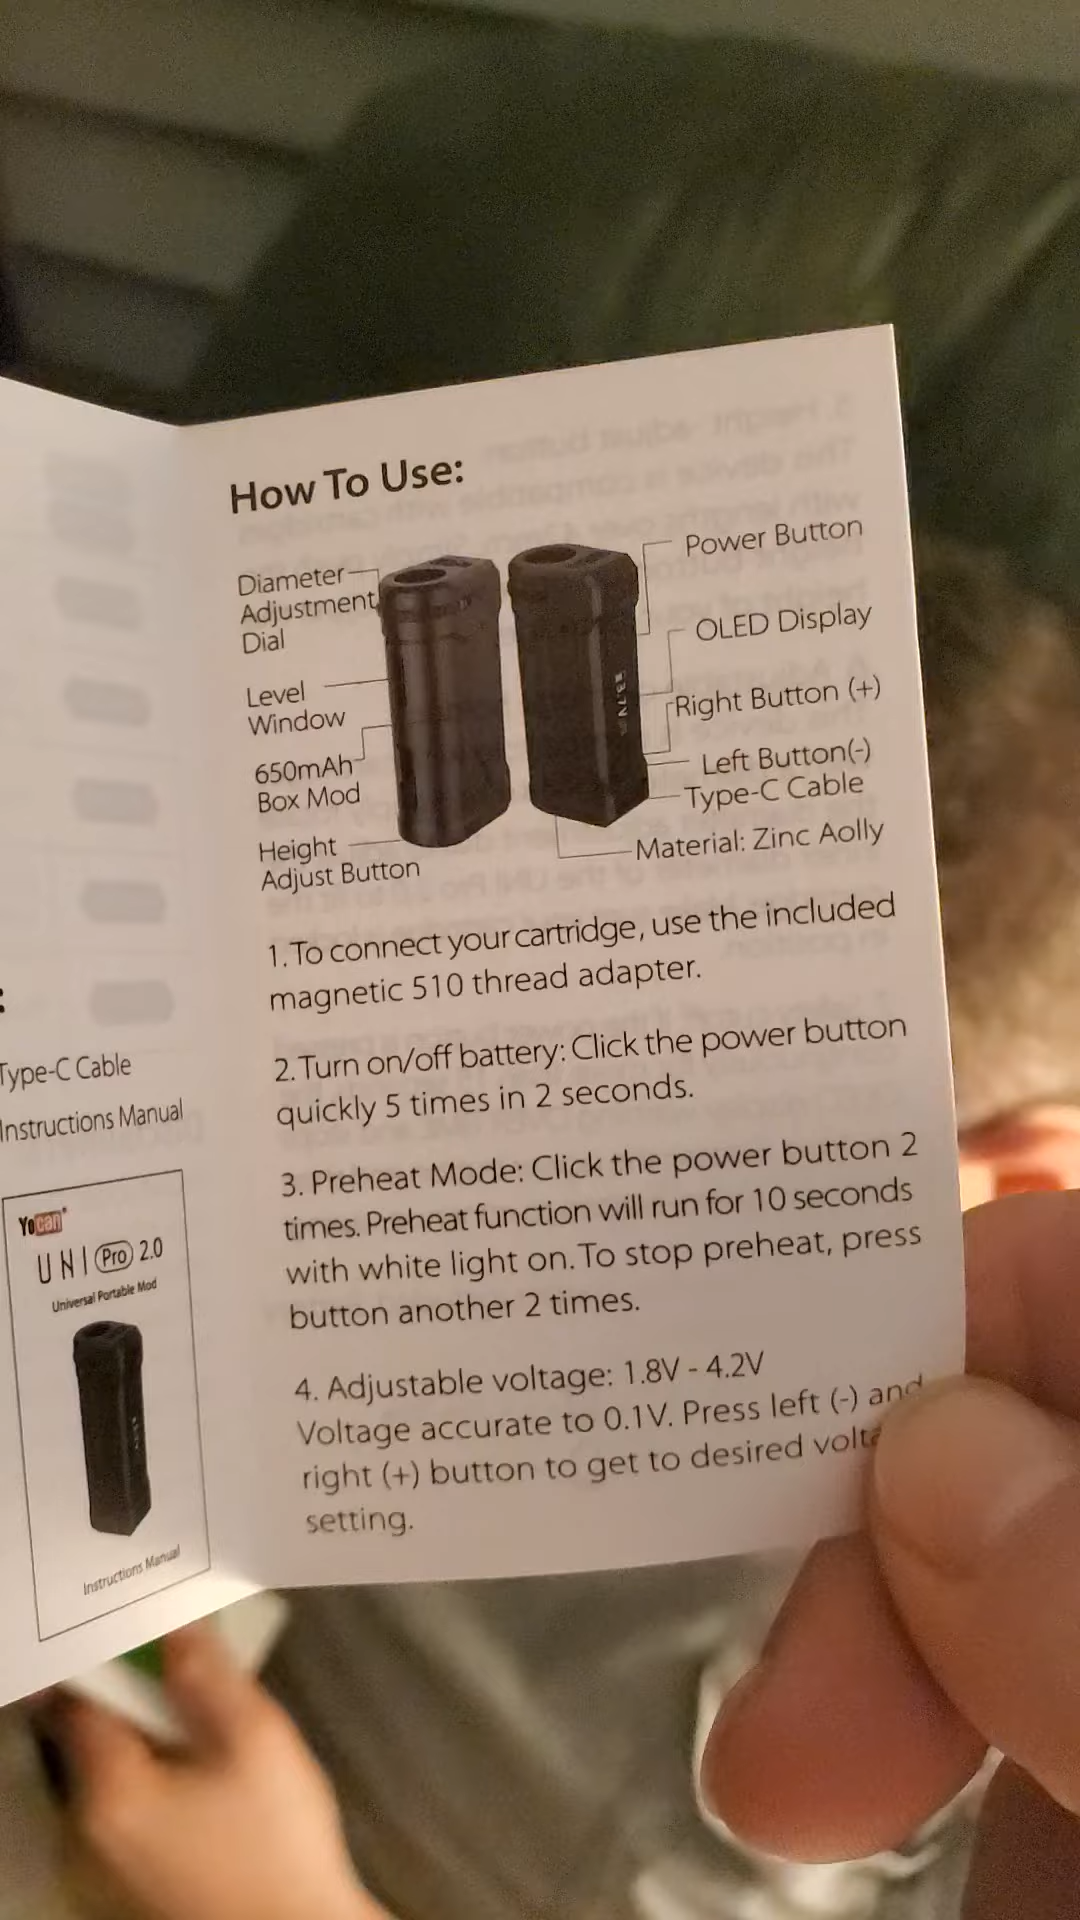 How To Use:
Diameter
Adjustment
Dial
Level
Window
650mAh
Box Mod
Height
Adjust Button
Power Button
OLED Display
Right Button (+)
Left Button(-)
Type-C Cable
Material: Zinc Aolly
3.7V
1.To connect your cartridge, use the included
magnetic 510 thread adapter.
2.Turn on/off battery: Click the power button
quickly 5 times in 2 seconds.
3. Preheat Mode: Click the power button 2
times. Preheat function will run for 10 seconds
with white light on. To stop preheat, press
button another 2 times.
4. Adjustable voltage: 1.8V - 4.2V
Voltage accurate to 0.1V. Press left (-) and
right (+) button to get to desired
setting.
:
Type-C Cable
Instructions Manual
Yocan
UNI Pro 2.0
Universal Portable Mod
Instructions Manual